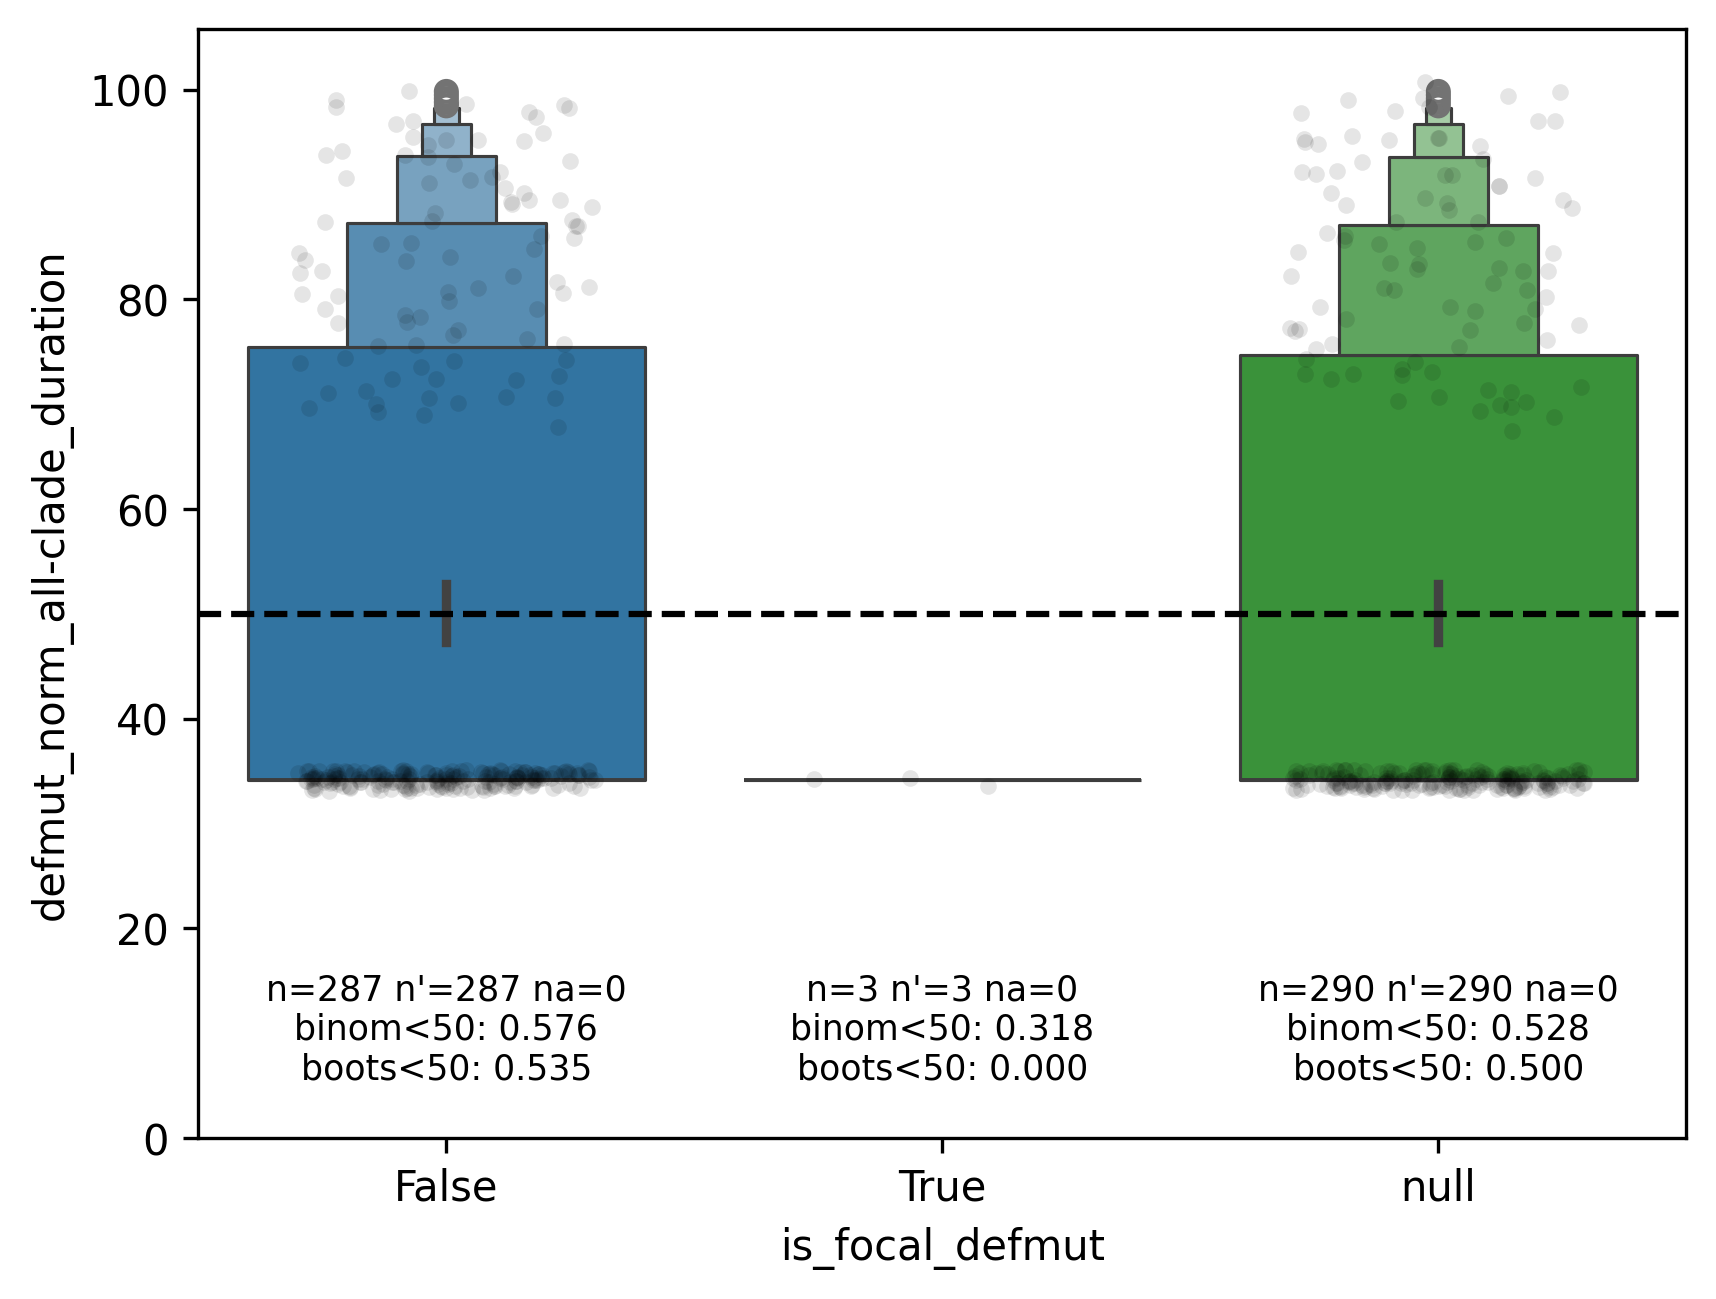 defmut_norm_all-clade_duration
100
80
60
40
20
0
n=287 n'=287 na=0
binom<50: 0.576
boots<50: 0.535
n=3 n'=3 na=0
binom<50: 0.318
boots<50: 0.000
n=290 n'=290 na=0
binom<50: 0.528
boots<50: 0.500
False
True
null
is_focal_defmut